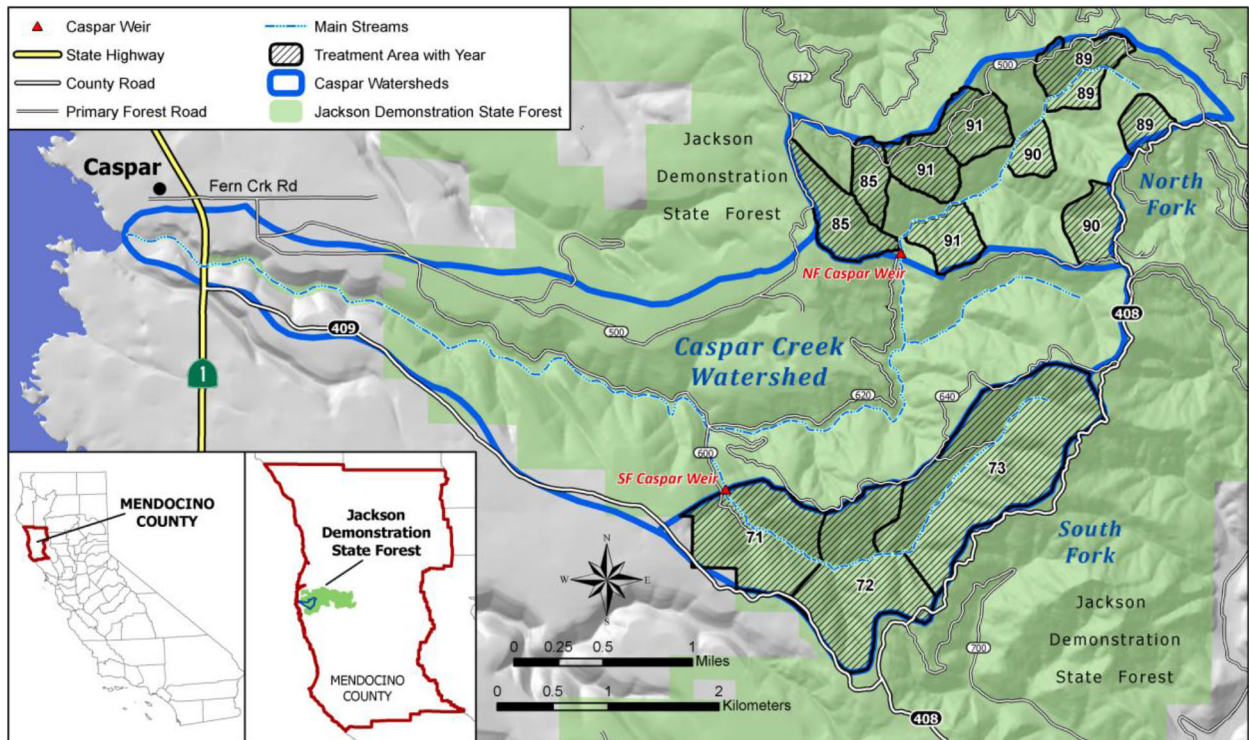 Caspar Weir
State Highway
County Road
Primary Forest Road
Main Streams
Treatment Area with Year
Caspar Watersheds
Jackson Demonstration State Forest
Caspar
Fern Crk Rd
512
500
89
89
89
91
91
90
85
85
90
91
Jackson
Demonstration
State Forest
North
Fork
NF Caspar Weir
408
409
500
1
Caspar Creek
Watershed
620
640
600
SF Caspar Weir
73
71
72
South
Fork
Jackson
Demonstration
State Forest
700
408
N
W
E
S
0 0.25 0.5 1
Miles
0 0.5 1 2
Kilometers
MENDOCINO
COUNTY
Jackson
Demonstration
State Forest
MENDOCINO
COUNTY